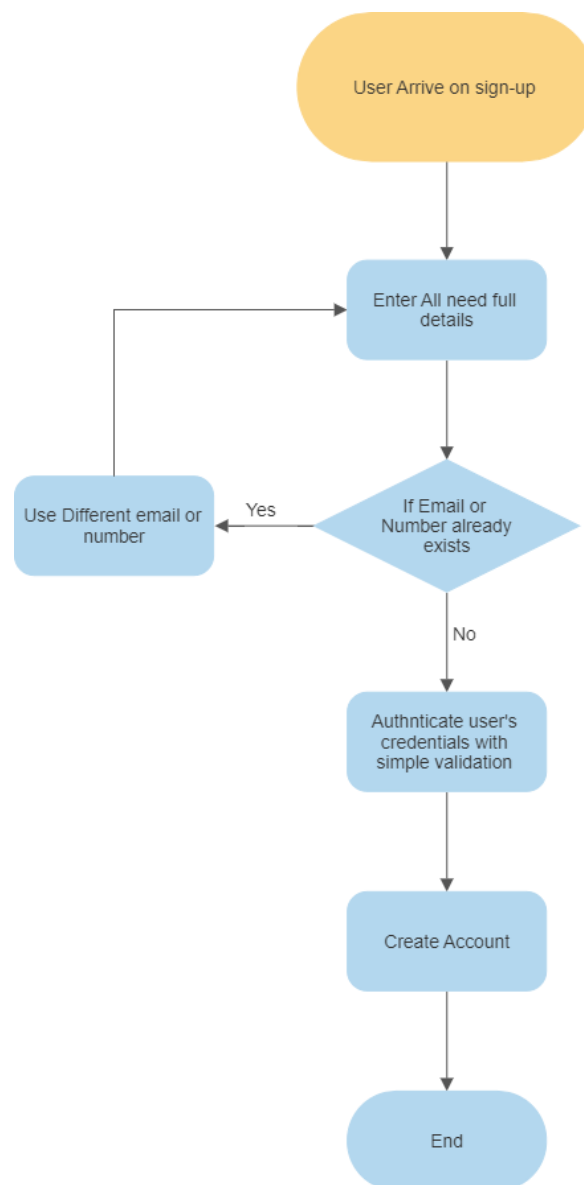 User Arrive on sign-up
Enter All need full
details
If Email or
Number already
exists
Yes
Use Different email or
number
No
Authnticate user's
credentials with
simple validation
Create Account
End